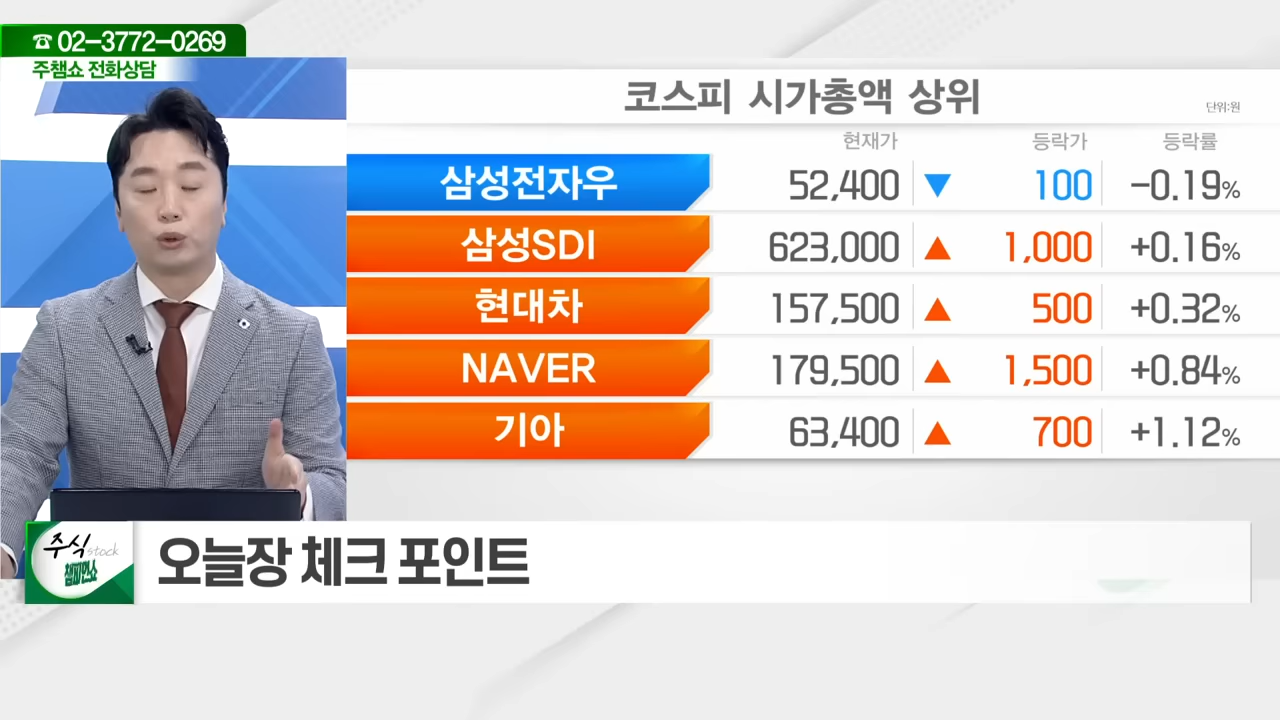 ☎ 02-3772-0269
주챔쇼 전화상담
코스피 시가총액 상위
단위:원
현재가 등락가 등락률
삼성전자우 52,400 ▼ 100 -0.19%
삼성SDI 623,000 ▲ 1,000 +0.16%
현대차 157,500 ▲ 500 +0.32%
NAVER 179,500 ▲ 1,500 +0.84%
기아 63,400 ▲ 700 +1.12%
주식 stock
챔피언쇼
오늘장 체크 포인트